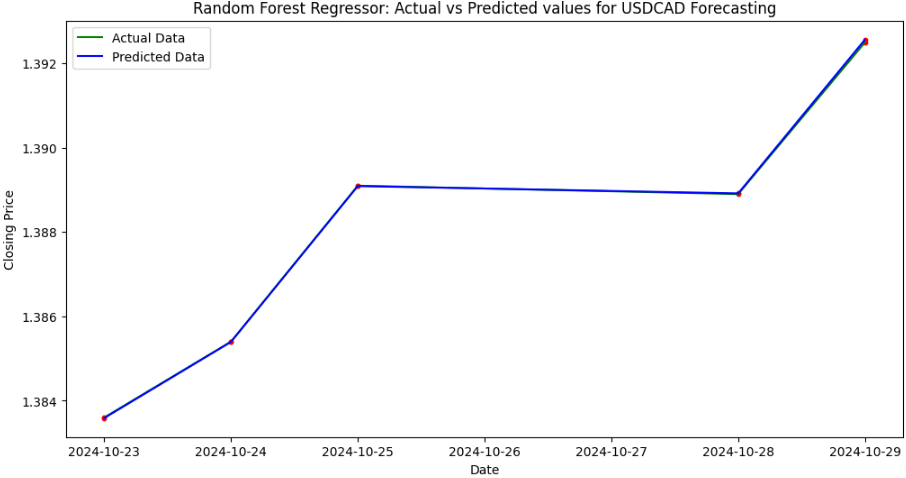 Random Forest Regressor: Actual vs Predicted values for USDCAD Forecasting
Actual Data
Predicted Data
1.392
1.390
1.388
1.386
1.384
Closing Price
2024-10-23 2024-10-24 2024-10-25 2024-10-26 2024-10-27 2024-10-28 2024-10-29
Date